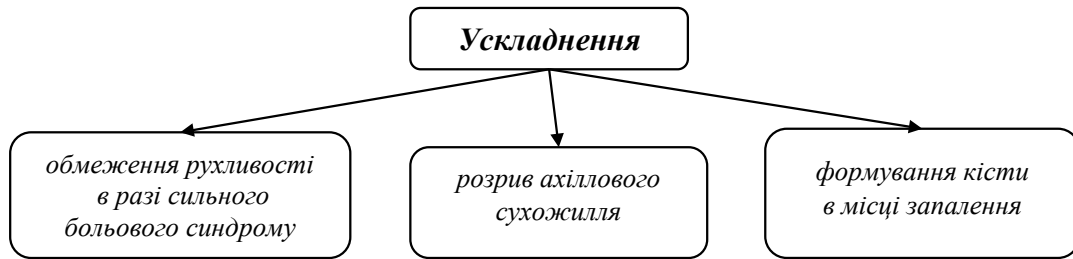 Ускладнення
обмеження рухливості
в разі сильного
больового синдрому
розрив ахіллового
сухожилля
формування кісти
в місці запалення